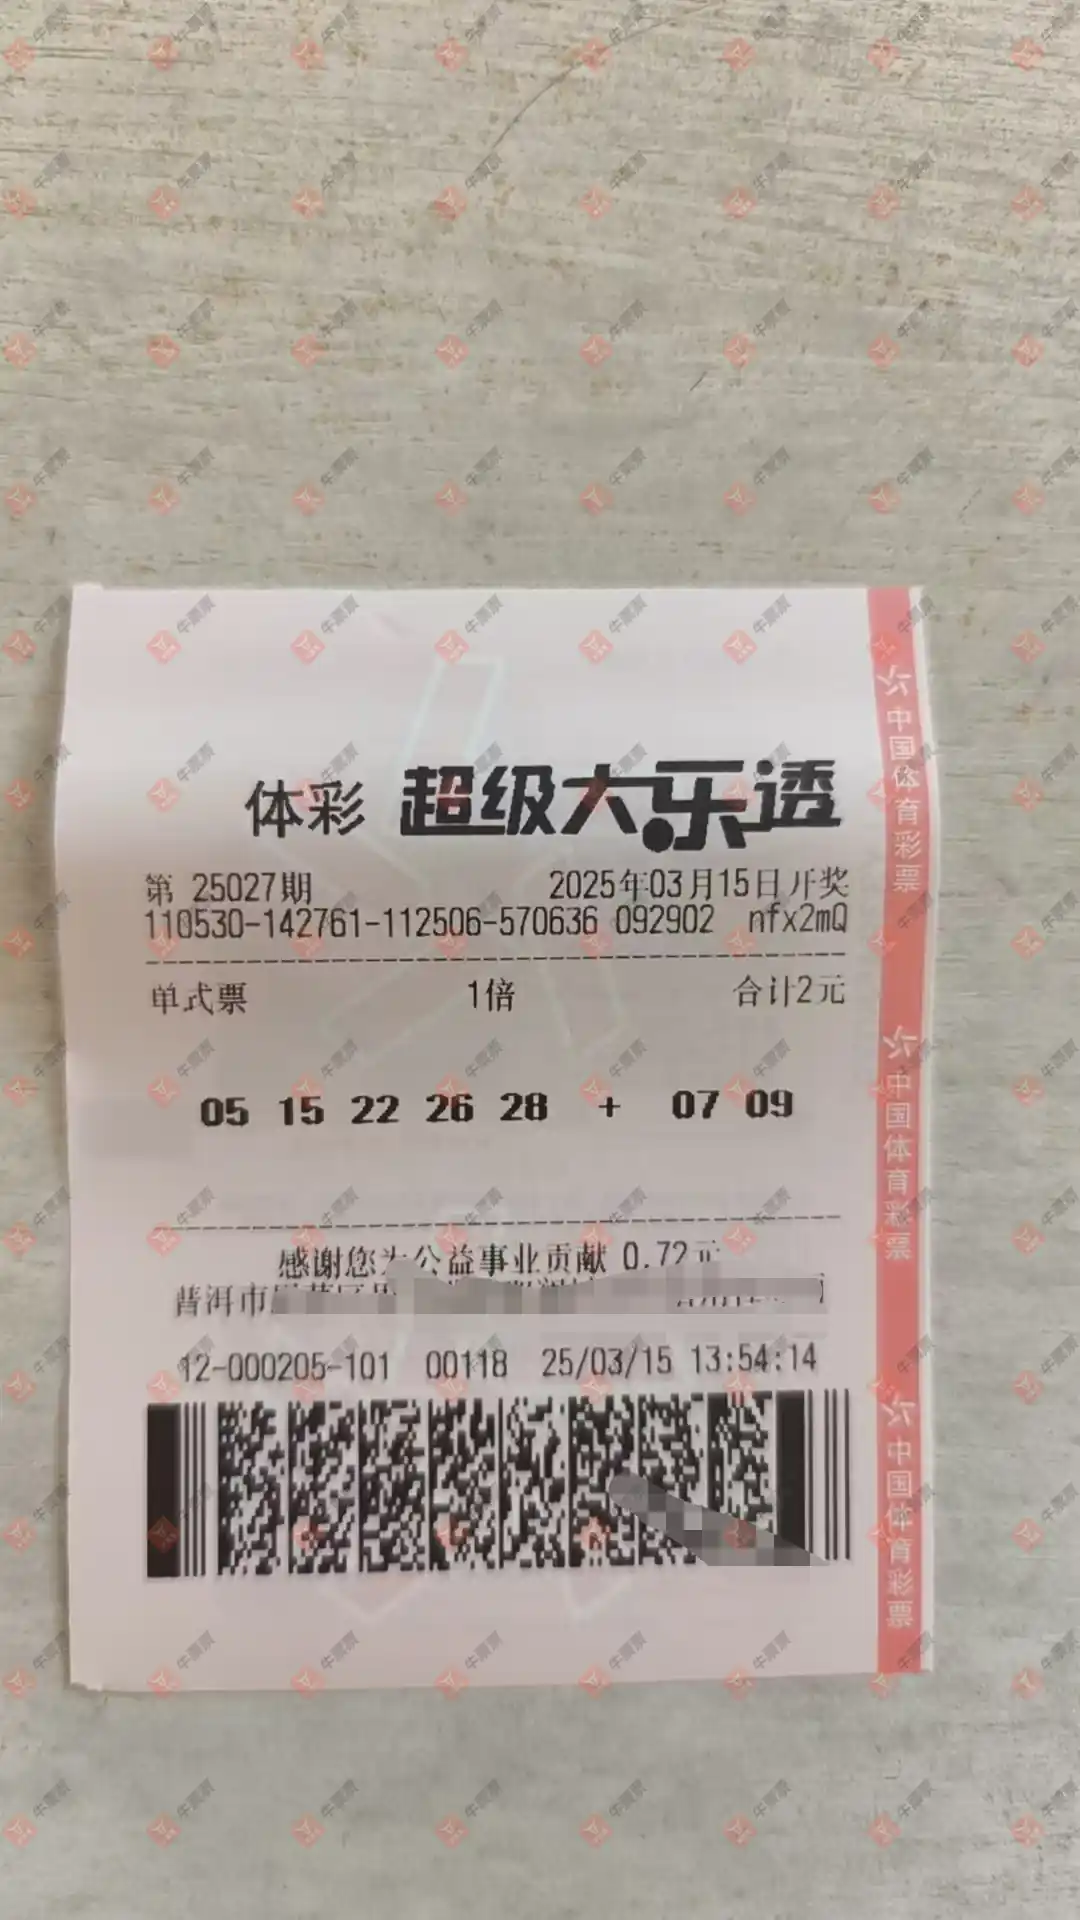 体彩 超级大乐透
第 25027期 2025年03月15日开奖
110530-142761-112506-570636 092902 nfx2mQ
单式票 1倍 合计2元
05 15 22 26 28 + 07 09
感谢您为公益事业贡献 0.72元
普洱市
12-000205-101 00118 25/03/15 13:54:14
中国体育彩票
中国体育彩票
中国体育彩票
牛票票